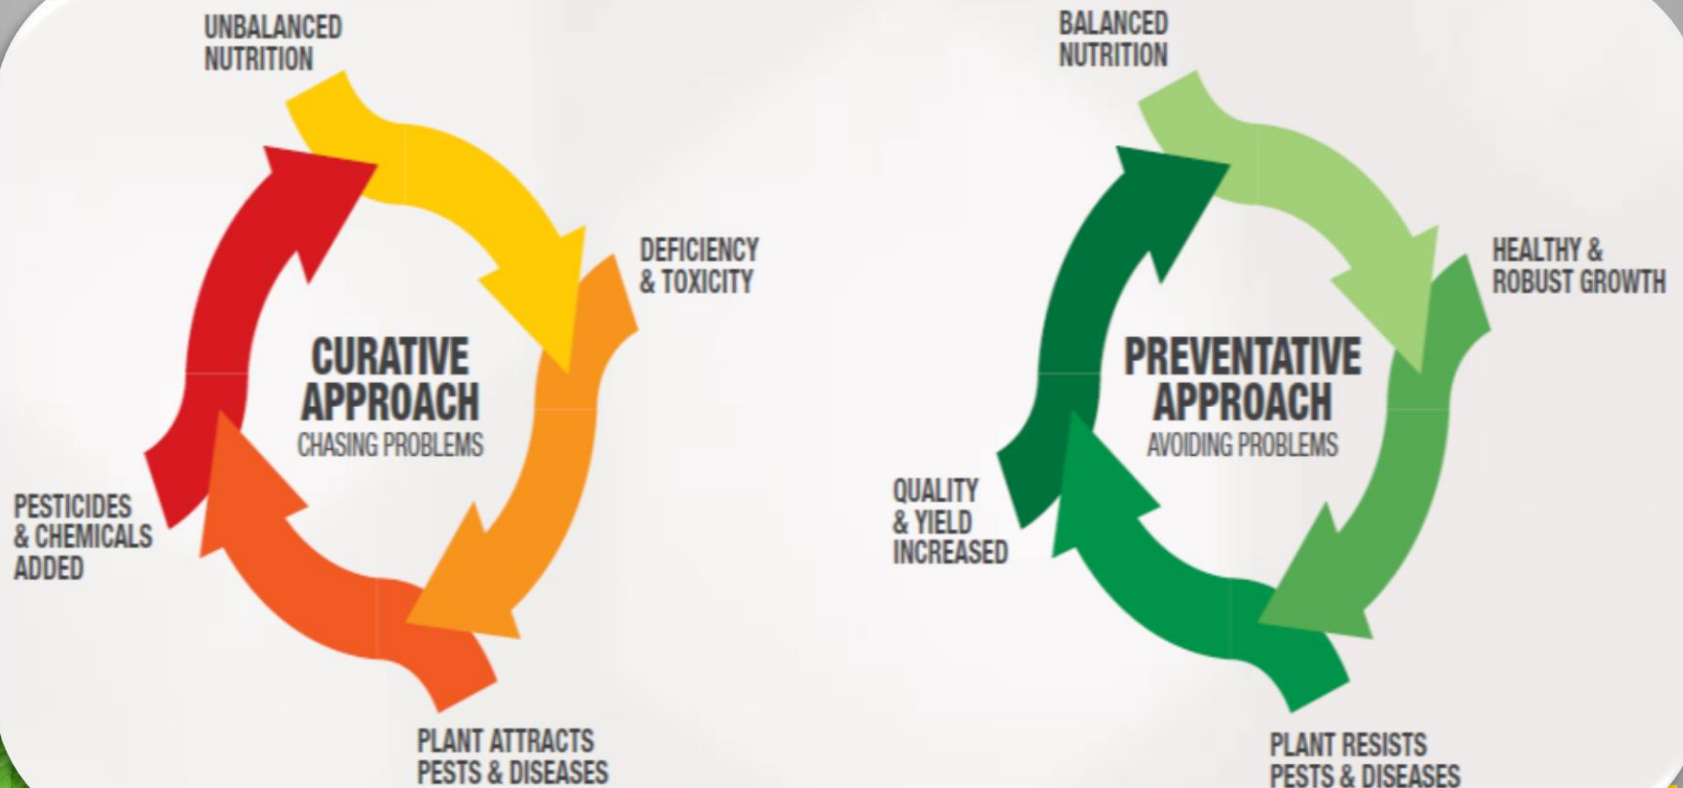 UNBALANCED
NUTRITION
DEFICIENCY
& TOXICITY
CURATIVE
APPROACH
CHASING PROBLEMS
PESTICIDES
& CHEMICALS
ADDED
PLANT ATTRACTS
PESTS & DISEASES
BALANCED
NUTRITION
HEALTHY &
ROBUST GROWTH
PREVENTATIVE
APPROACH
AVOIDING PROBLEMS
QUALITY
& YIELD
INCREASED
PLANT RESISTS
PESTS & DISEASES